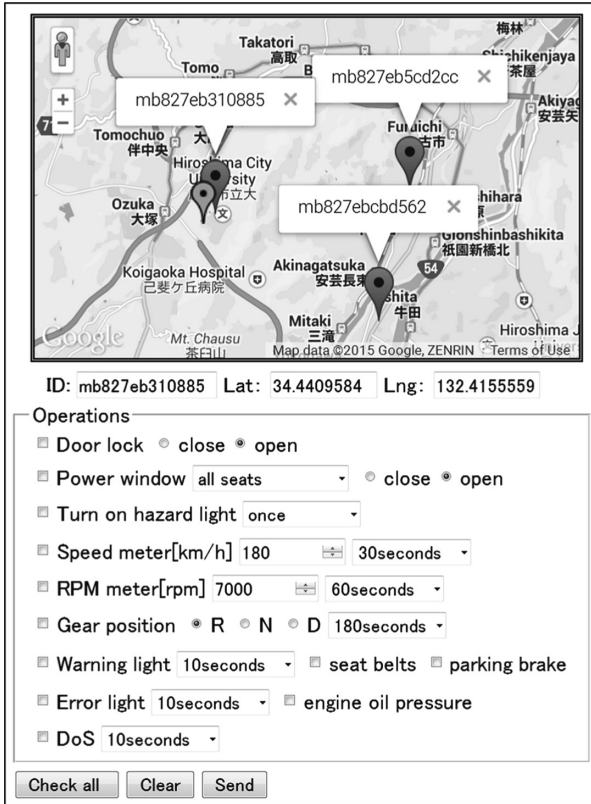 梅林
Takatori
高取
Shichikenjaya
茶屋
Tomo
mb827eb5cd2cc ×
mb827eb310885 ×
+
−
Akiya
安芸矢
Tomochuo
伴中央
Furuichi
古市
Hiroshima City
University
市立大
文
Ozuka
大塚
mb827ebcbd562 ×
shihara
原
Gionshinbashikita
祇園新橋北
Koigaoka Hospital
己斐ケ丘病院
Akinagatsuka
安芸長束
54
shita
牛田
Mitaki
三滝
Hiroshima J
Mt. Chausu
茶臼山
Google
Map data ©2015 Google, ZENRIN Terms of Use
ID: mb827eb310885 Lat: 34.4409584 Lng: 132.4155559
Operations
Door lock close open
Power window all seats close open
Turn on hazard light once
Speed meter[km/h] 180 30seconds
RPM meter[rpm] 7000 60seconds
Gear position R N D 180seconds
Warning light 10seconds seat belts parking brake
Error light 10seconds engine oil pressure
DoS 10seconds
Check all Clear Send